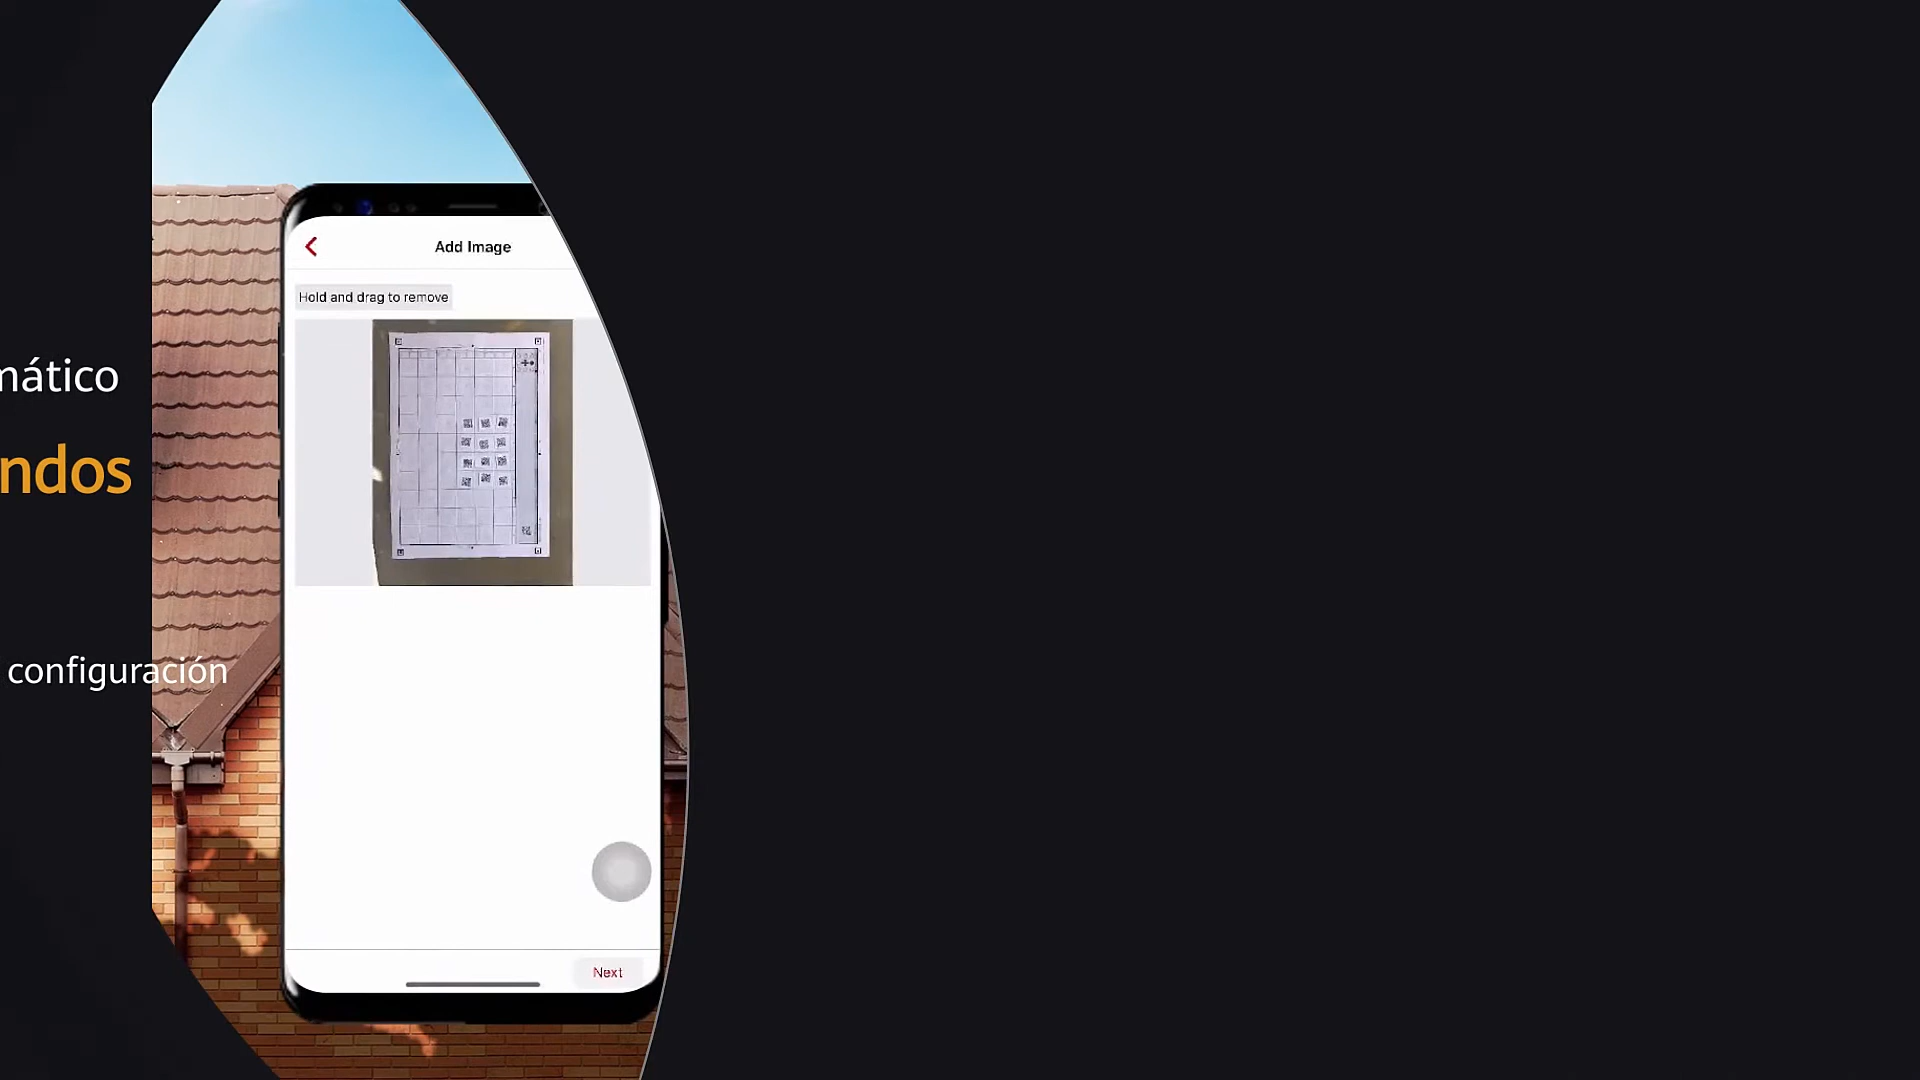 mático
ndos
configuración
Add Image
Hold and drag to remove
Next